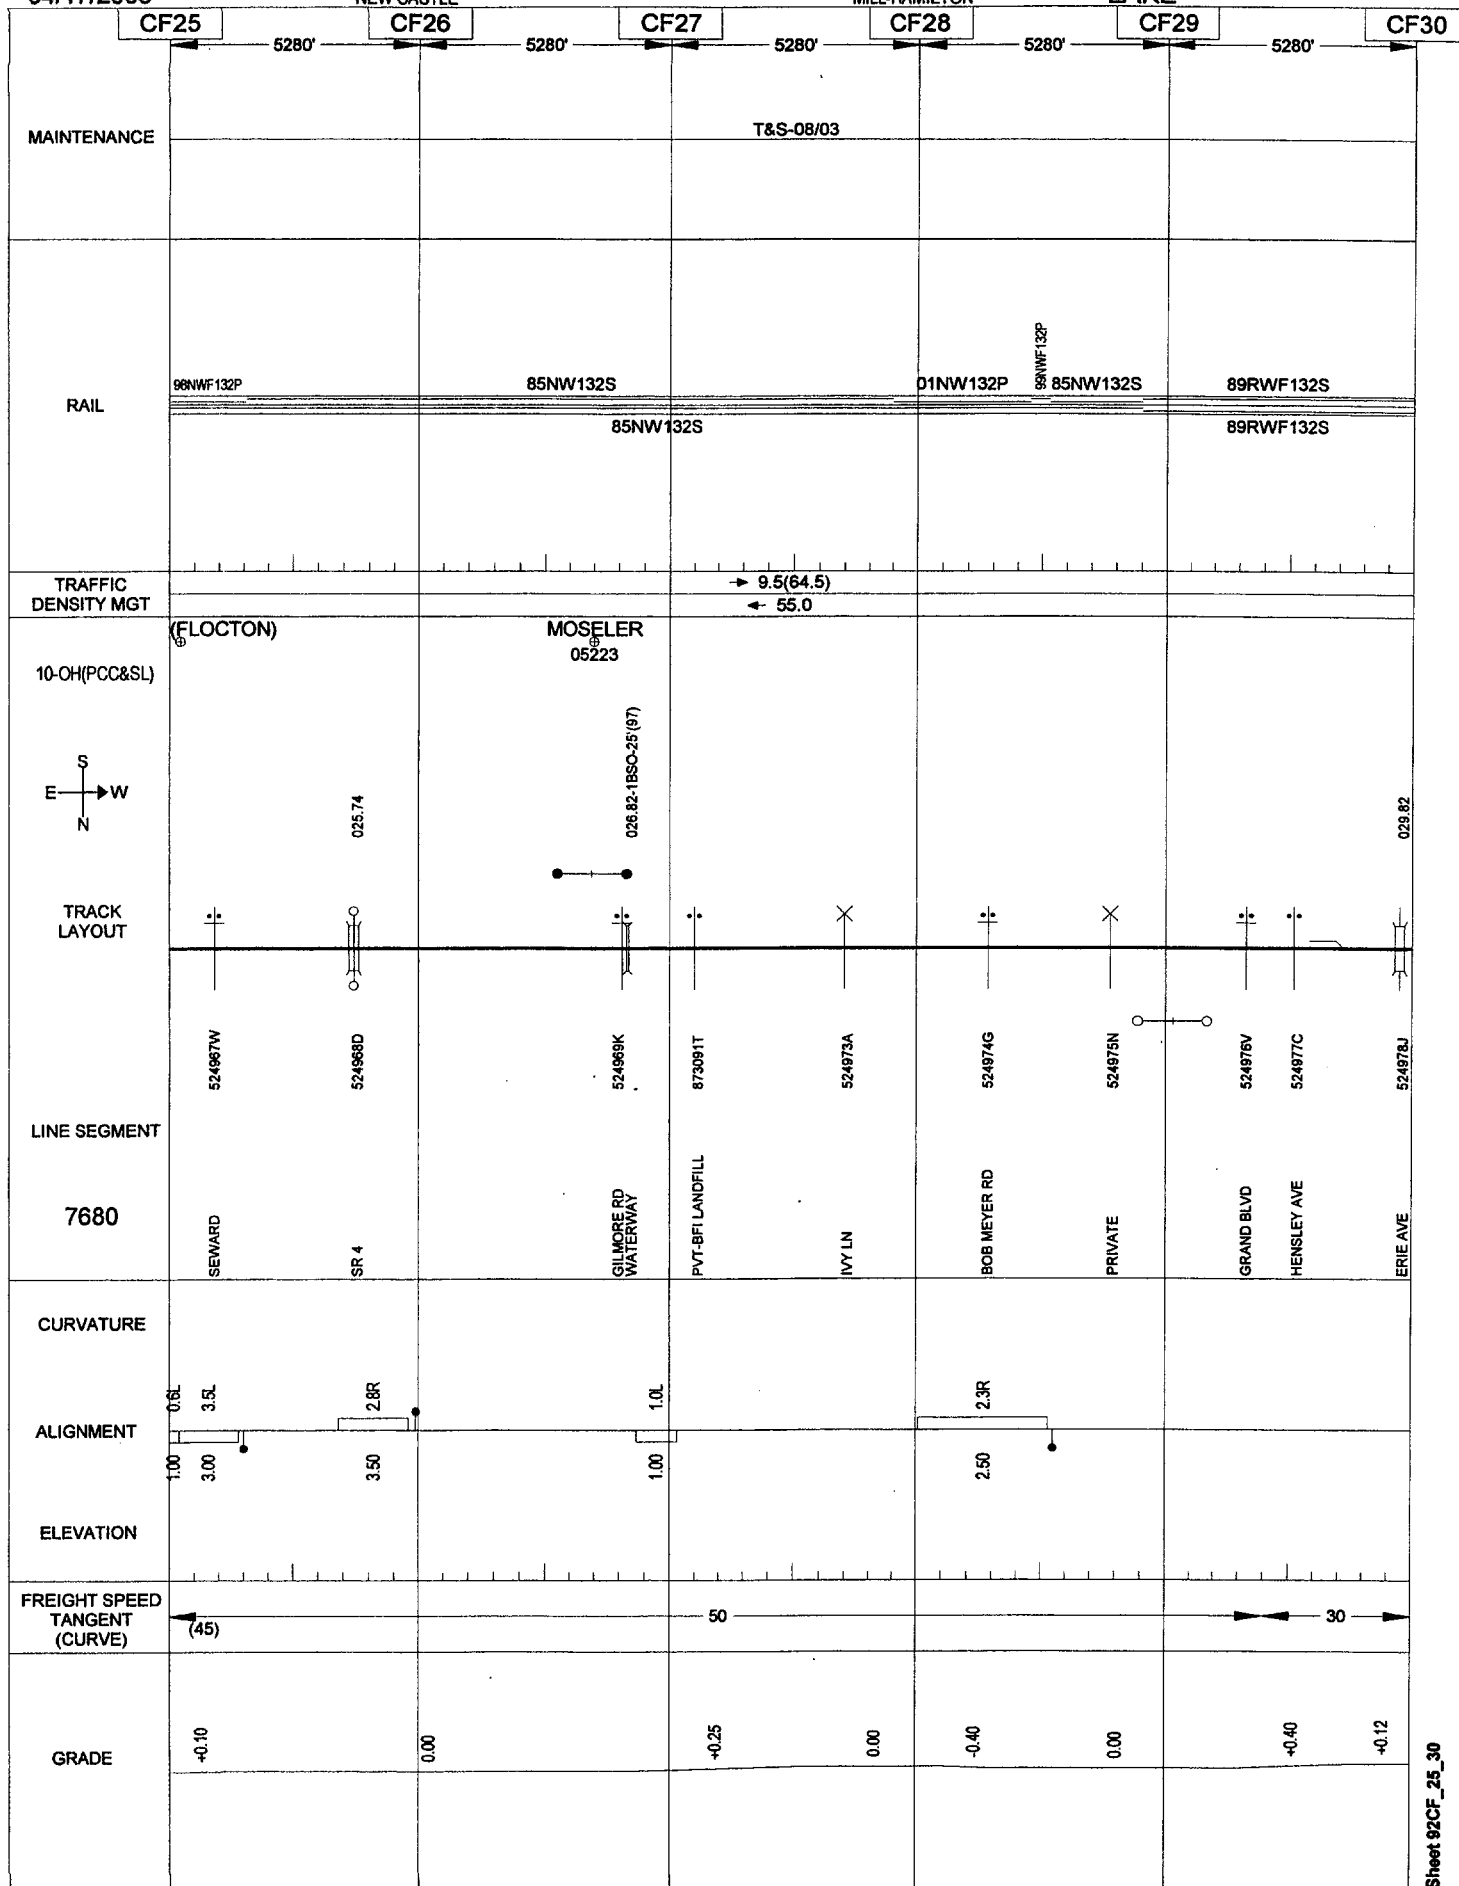 NEW CASTLE
CF25 CF26 CF27 CF28 CF29 CF30
5280' 5280' 5280' 5280' 5280'
MAINTENANCE
T&S-08/03
RAIL
98NWF132P
85NW132S
01NW132P
99NWF132P
85NW132S
89RWF132S
85NW132S
89RWF132S
TRAFFIC
DENSITY MGT
9.5(64.5)
55.0
(FLOCTON)
MOSELER
05223
10-OH(PCC&SL)
S
E W
N
025.74
026.82-1BSO-25'(97)
029.82
TRACK
LAYOUT
524967W
524968D
524969K
873091T
524973A
524974G
524975N
524976V
524977C
524978J
LINE SEGMENT
7680
SEWARD
SR 4
GILMORE RD
WATERWAY
PVT-BFI LANDFILL
IVY LN
BOB MEYER RD
PRIVATE
GRAND BLVD
HENSLEY AVE
ERIE AVE
CURVATURE
0.6L
3.5L
2.8R
1.0L
2.3R
ALIGNMENT
1.00
3.00
3.50
1.00
2.50
ELEVATION
FREIGHT SPEED
TANGENT
(CURVE)
(45)
50
30
GRADE
+0.10
0.00
+0.25
0.00
-0.40
0.00
+0.40
+0.12
Sheet 92CF_25_30